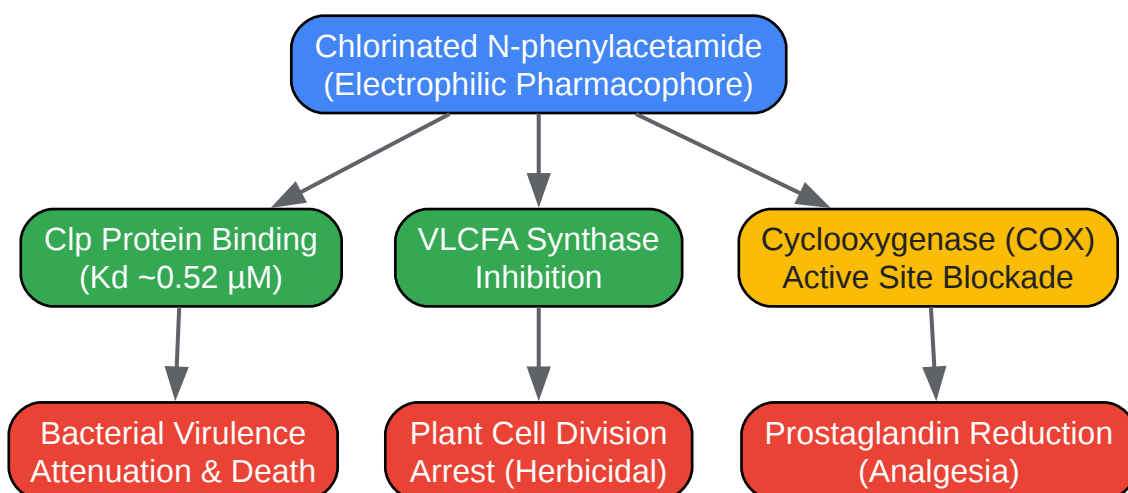 Chlorinated N-phenylacetamide
(Electrophilic Pharmacophore)
Clp Protein Binding
(Kd ~0.52 µM)
VLCFA Synthase
Inhibition
Cyclooxygenase (COX)
Active Site Blockade
Bacterial Virulence
Attenuation & Death
Plant Cell Division
Arrest (Herbicidal)
Prostaglandin Reduction
(Analgesia)